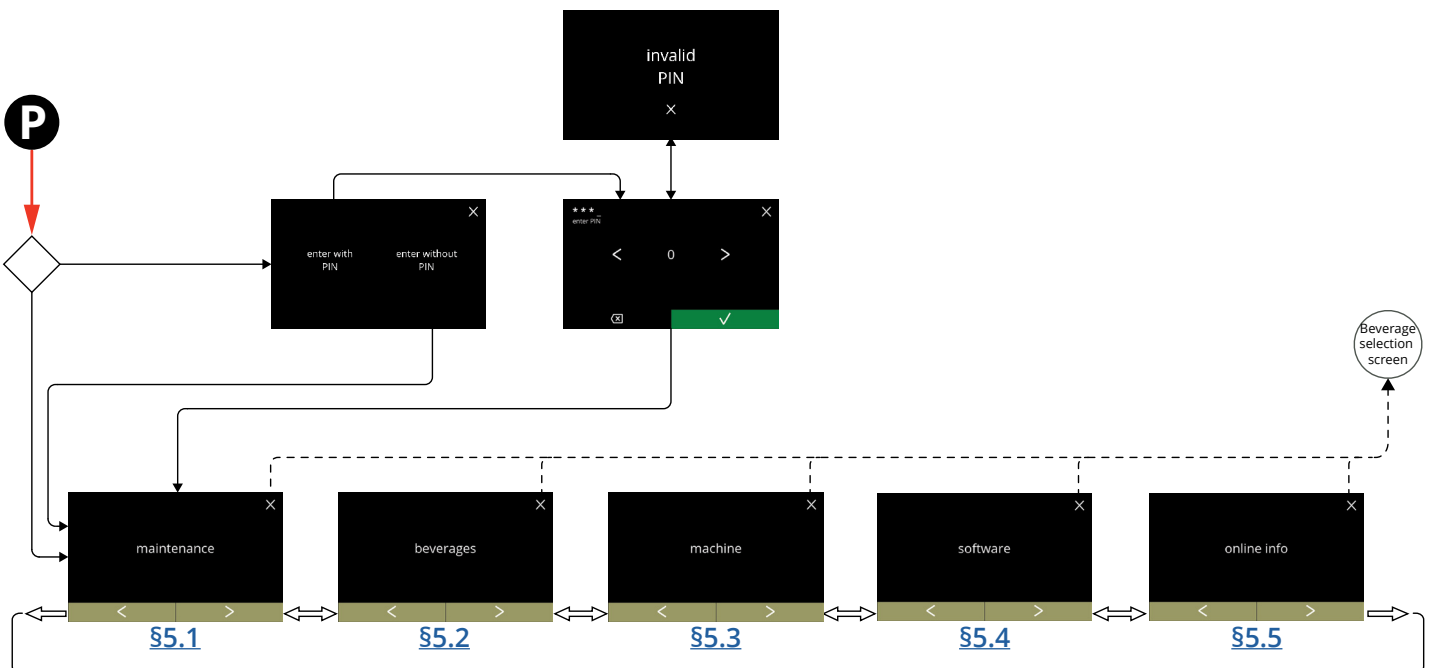 invalid
PIN
P
***_
enter PIN
enter with
PIN
enter without
PIN
0
Beverage
selection
screen
maintenance
beverages
machine
software
online info
§5.1
§5.2
§5.3
§5.4
§5.5